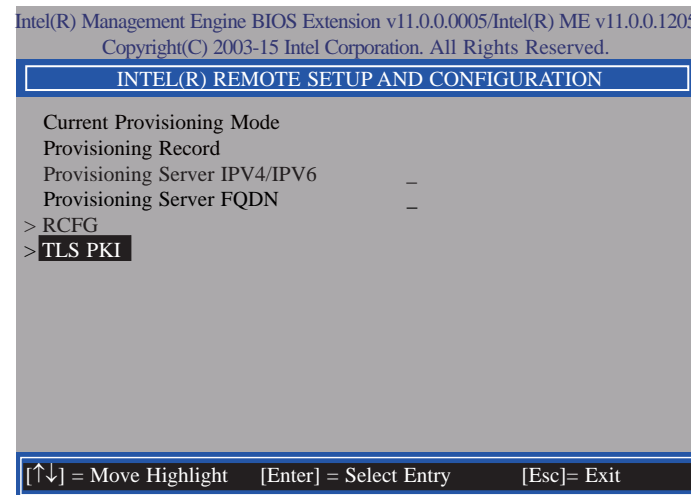 Intel(R) Management Engine BIOS Extension v11.0.0.0005/Intel(R) ME v11.0.0.1205
Copyright(C) 2003-15 Intel Corporation. All Rights Reserved.
INTEL(R) REMOTE SETUP AND CONFIGURATION
Current Provisioning Mode
Provisioning Record
Provisioning Server IPV4/IPV6 _
Provisioning Server FQDN _
> RCFG
> TLS PKI
[↑↓] = Move Highlight [Enter] = Select Entry [Esc]= Exit